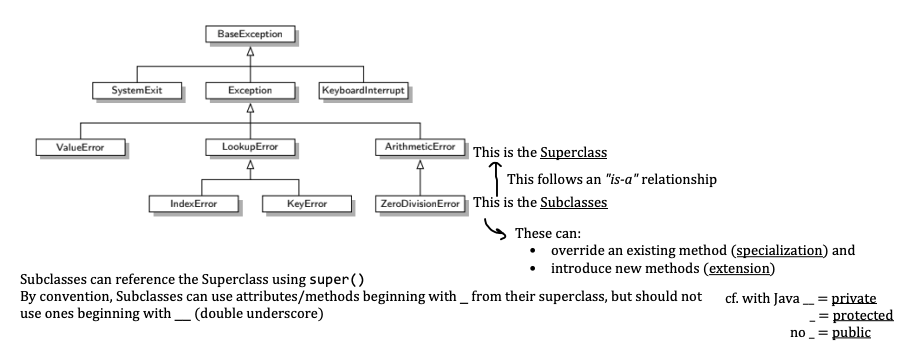 BaseException
SystemExit
Exception
KeyboardInterrupt
ValueError
LookupError
ArithmeticError
This is the Superclass
This follows an "is-a" relationship
IndexError
KeyError
ZeroDivisionError
This is the Subclasses
These can:
• override an existing method (specialization) and
• introduce new methods (extension)
Subclasses can reference the Superclass using super()
By convention, Subclasses can use attributes/methods beginning with _ from their superclass, but should not
use ones beginning with __ (double underscore)
cf. with Java __ = private
_ = protected
no _ = public